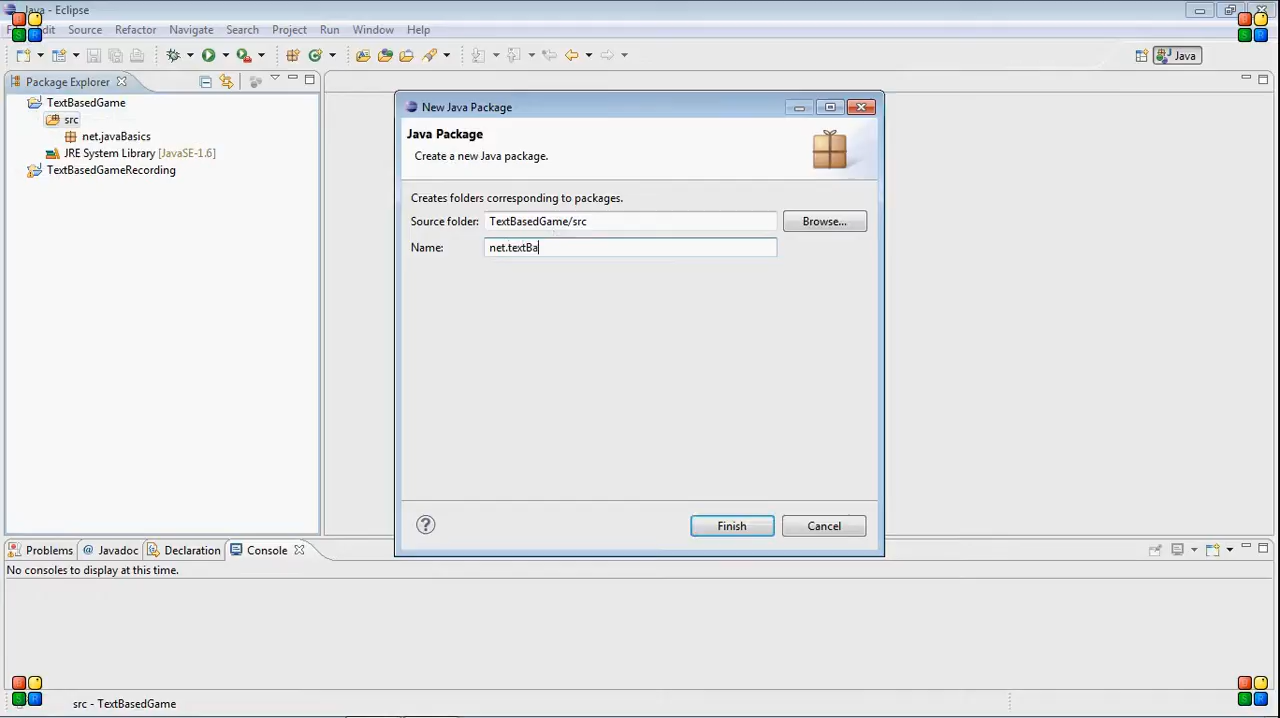 Java - Eclipse
Edit Source Refactor Navigate Search Project Run Window Help
Java
Package Explorer
TextBasedGame
src
net.javaBasics
JRE System Library [JavaSE-1.6]
TextBasedGameRecording
New Java Package
Java Package
Create a new Java package.
Creates folders corresponding to packages.
Source folder: TextBasedGame/src Browse...
Name: net.textBa
? Finish Cancel
Problems @ Javadoc Declaration Console
No consoles to display at this time.
src - TextBasedGame
S R
S R
S R
S R